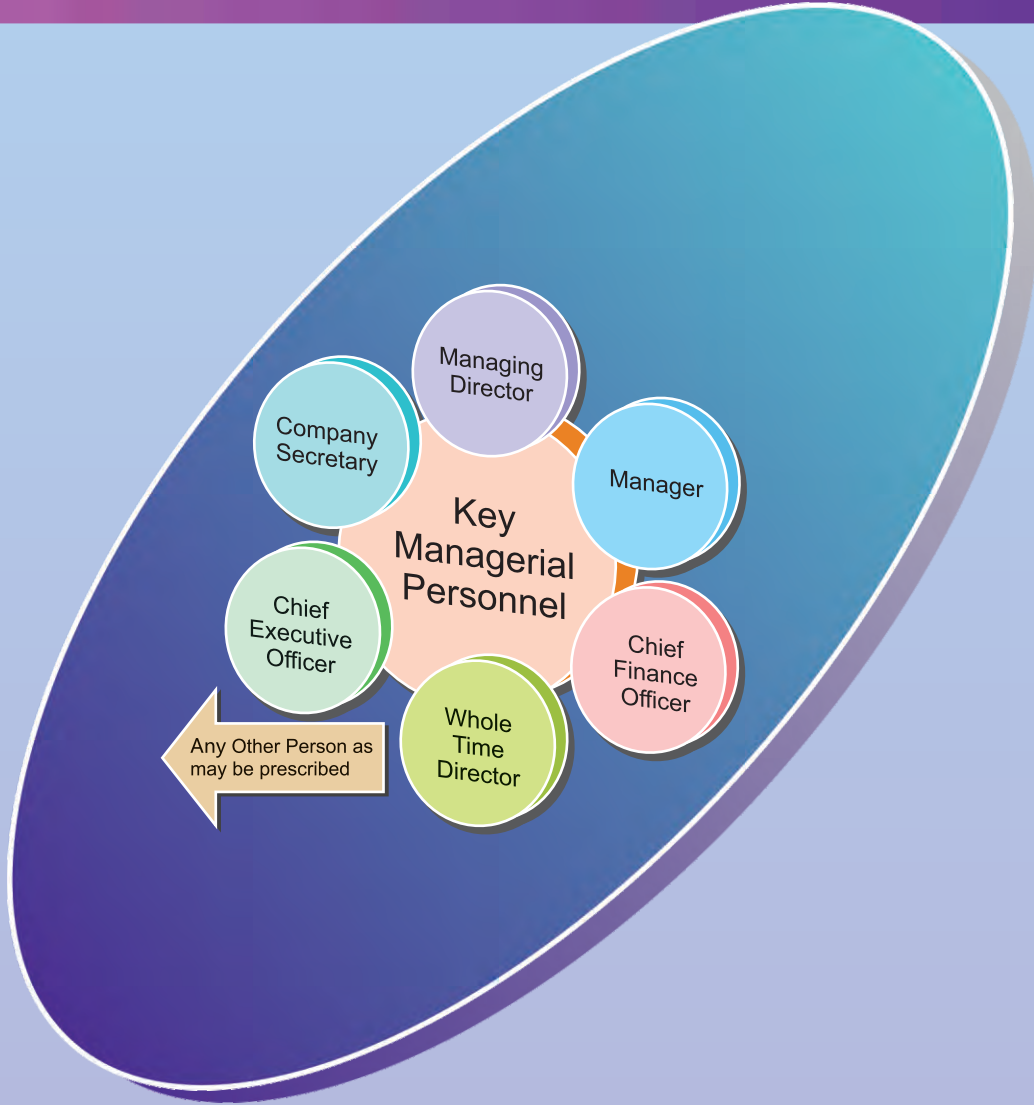 Managing
Director
Company
Secretary
Manager
Key
Managerial
Personnel
Chief
Executive
Officer
Chief
Finance
Officer
Whole
Time
Director
Any Other Person as
may be prescribed